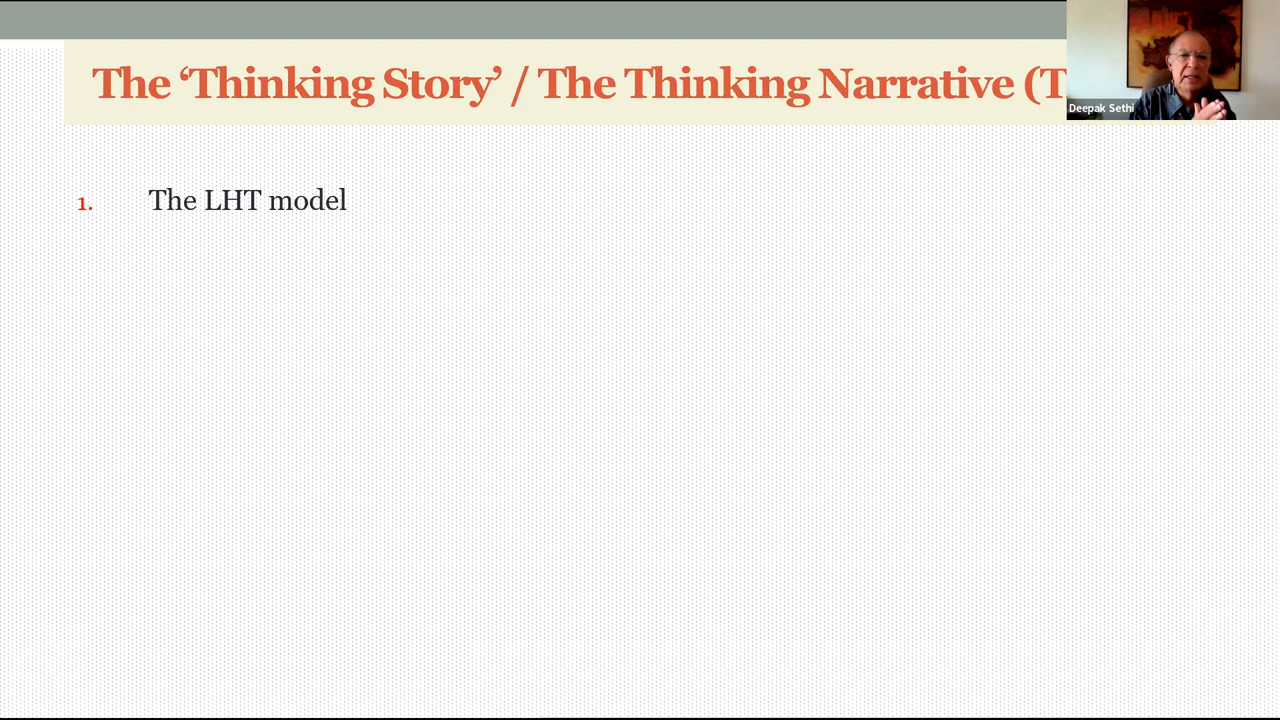 The ‘Thinking Story’ / The Thinking Narrative (T
Deepak Sethi
1. The LHT model